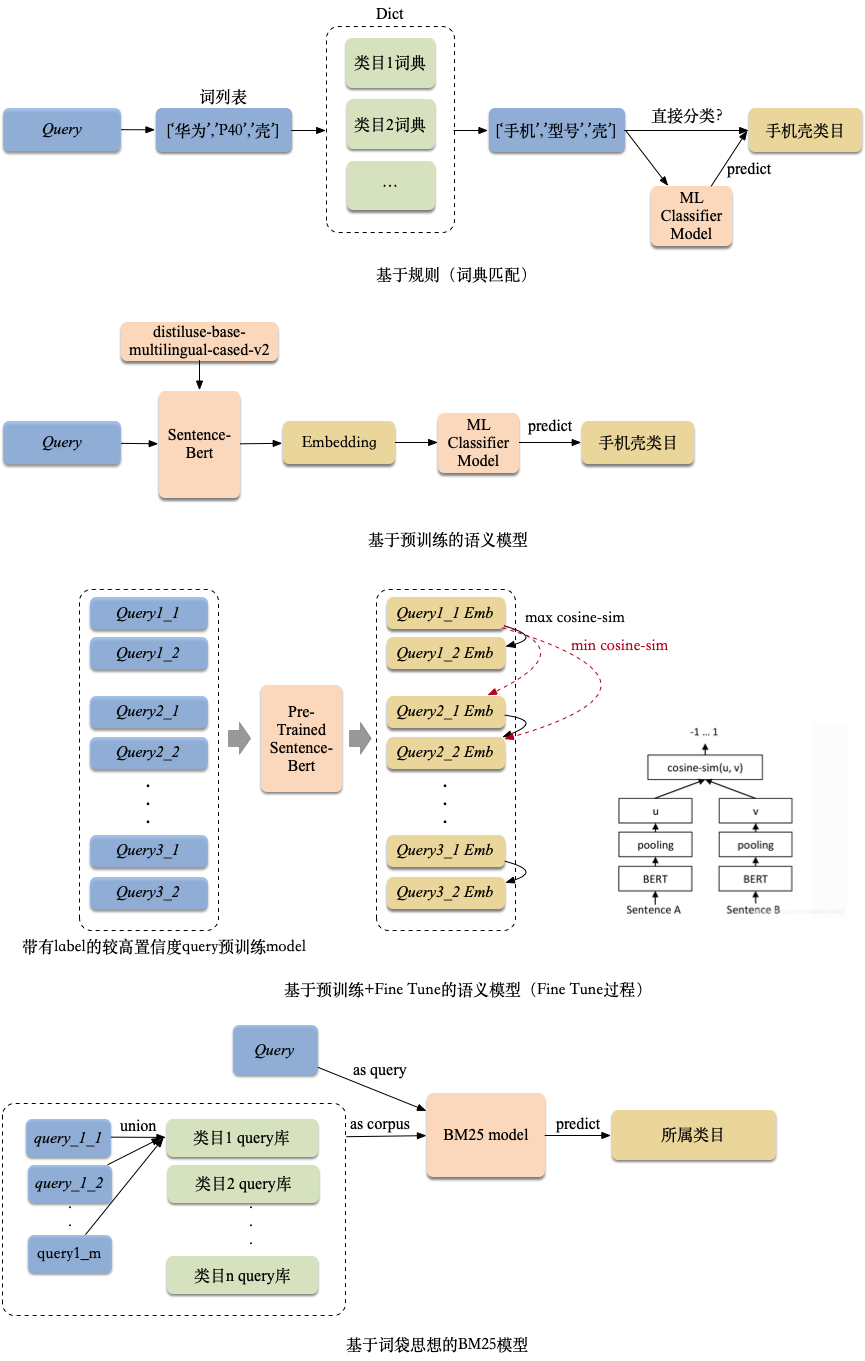 Dict
类目1词典
词列表
Query
['华为','P40','壳']
类目2词典
['手机','型号','壳']
直接分类?
手机壳类目
...
predict
ML
Classifier
Model
基于规则（词典匹配）
distiluse-base-
multilingual-cased-v2
Query
Sentence-
Bert
Embedding
ML
Classifier
Model
predict
手机壳类目
基于预训练的语义模型
Query1_1
Query1_2
Query2_1
Query2_2
Query3_1
Query3_2
Pre-
Trained
Sentence-
Bert
Query1_1 Emb
Query1_2 Emb
Query2_1 Emb
Query2_2 Emb
Query3_1 Emb
Query3_2 Emb
max cosine-sim
min cosine-sim
-1 ... 1
cosine-sim(u, v)
u
v
pooling
pooling
BERT
BERT
Sentence A
Sentence B
带有label的较高置信度query预训练model
基于预训练+Fine Tune的语义模型（Fine Tune过程）
Query
as query
query_1_1
union
类目1 query库
as corpus
BM25 model
predict
所属类目
query_1_2
类目2 query库
query1_m
类目n query库
基于词袋思想的BM25模型